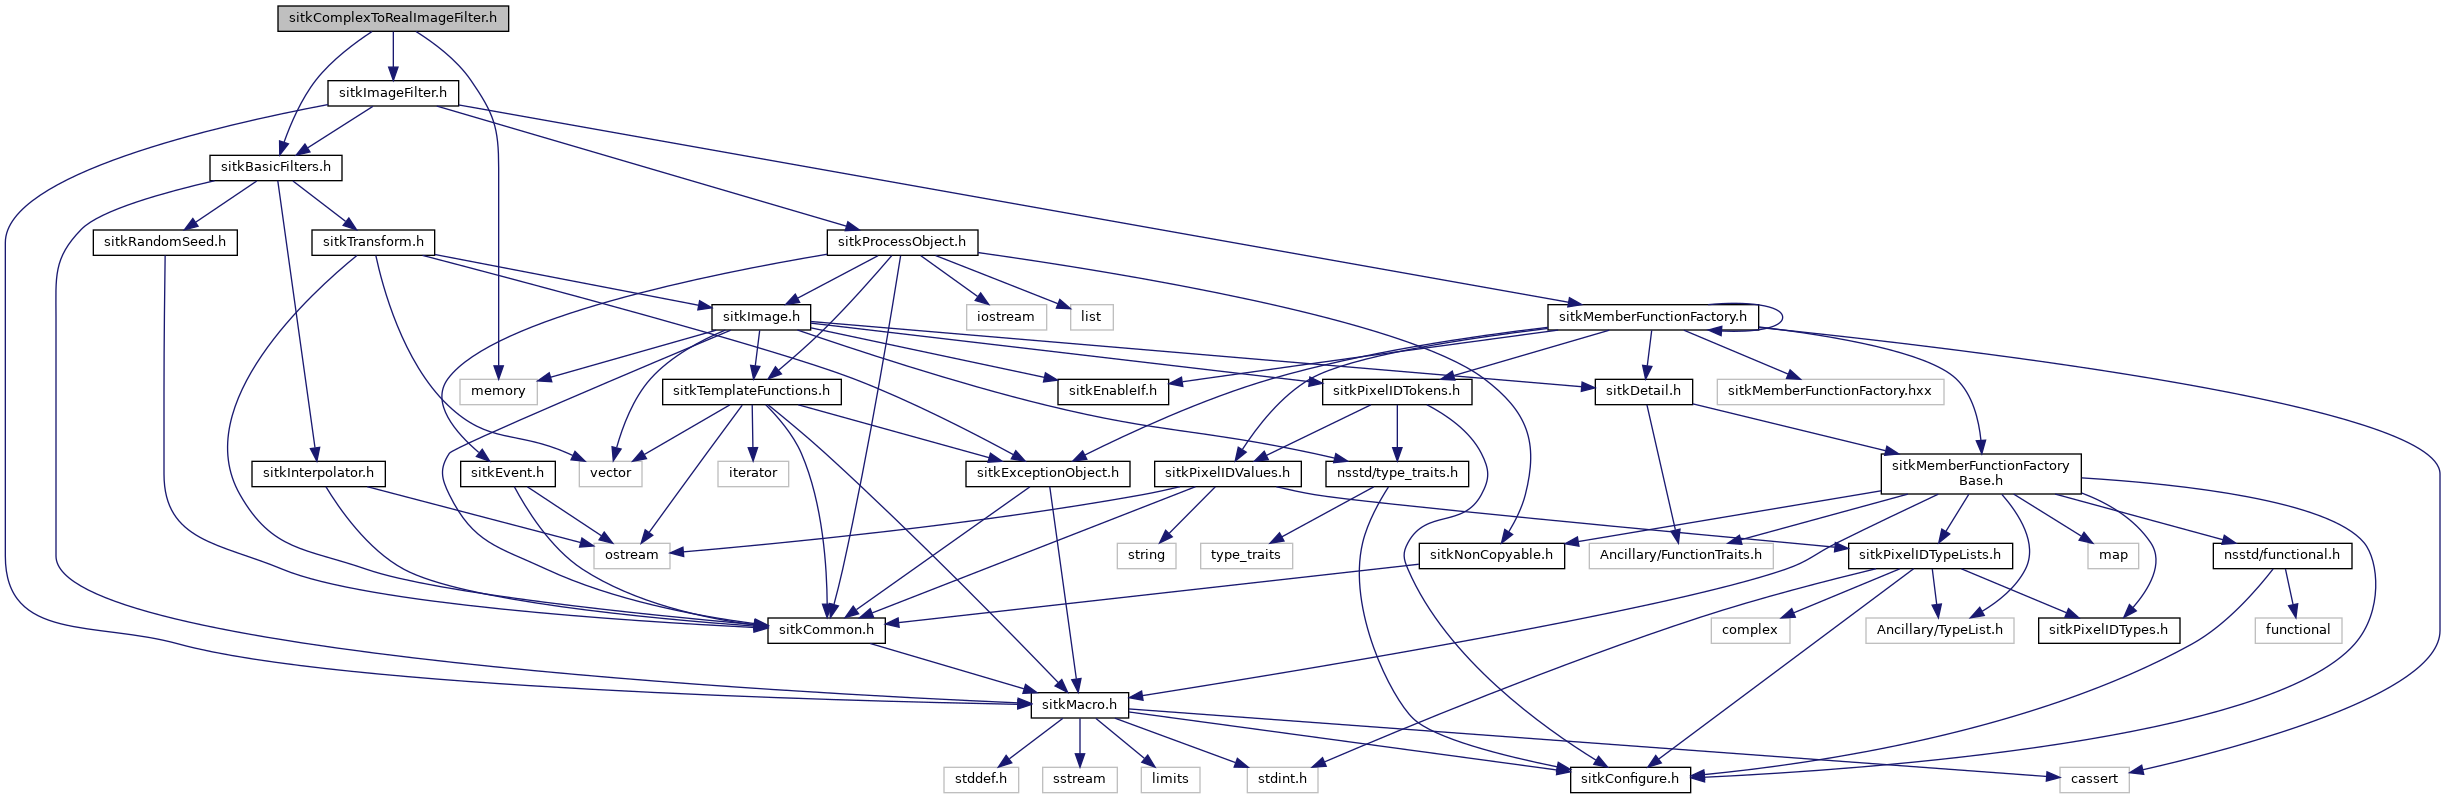 sitkComplexToRealImageFilter.h
sitkImageFilter.h
sitkBasicFilters.h
sitkRandomSeed.h
sitkTransform.h
sitkProcessObject.h
sitkImage.h
iostream
list
sitkMemberFunctionFactory.h
memory
sitkTemplateFunctions.h
sitkEnableIf.h
sitkPixelIDTokens.h
sitkDetail.h
sitkMemberFunctionFactory.hxx
sitkInterpolator.h
sitkEvent.h
vector
iterator
sitkExceptionObject.h
sitkPixelIDValues.h
nsstd/type_traits.h
sitkMemberFunctionFactory
Base.h
ostream
string
type_traits
sitkNonCopyable.h
Ancillary/FunctionTraits.h
sitkPixelIDTypeLists.h
map
nsstd/functional.h
sitkCommon.h
complex
Ancillary/TypeList.h
sitkPixelIDTypes.h
functional
sitkMacro.h
stddef.h
sstream
limits
stdint.h
sitkConfigure.h
cassert